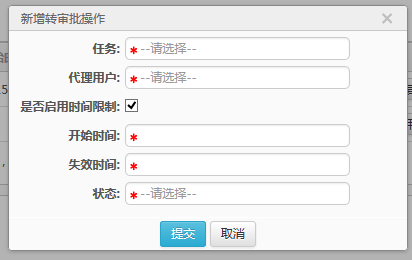 新增转审批操作 ×
任务: * --请选择--
代理用户: * --请选择--
是否启用时间限制:
开始时间: *
失效时间: *
状态: * --请选择--
提交 取消